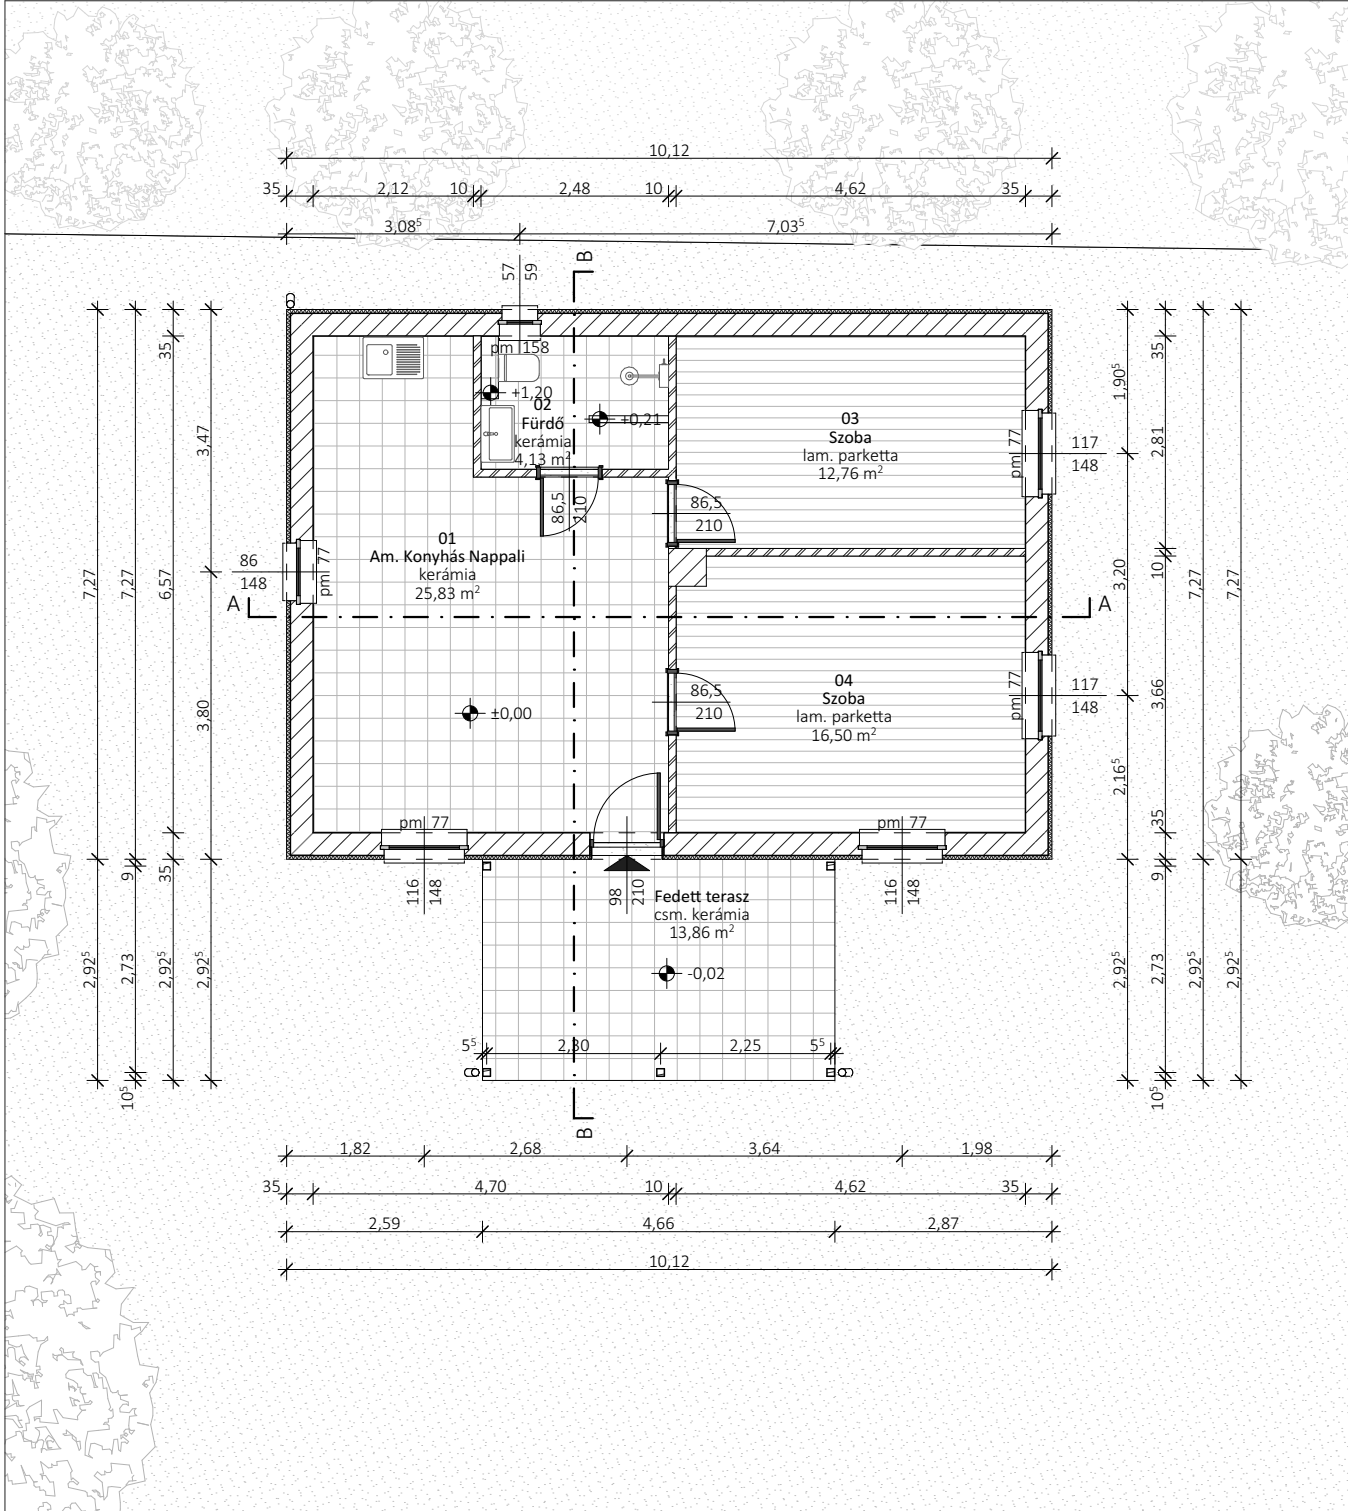 10,12
35 2,12 10 2,48 10 4,62 35
3,08⁵ 7,03⁵
B
57
59
pm 158
+1,20
02
Fürdő
kerámia
4,13 m²
+0,21
03
Szoba
lam. parketta
12,76 m²
pm 77
117
148
86,5
210
86,5
210
01
Am. Konyhás Nappali
kerámia
25,83 m²
86
148
pm 77
A
A
±0,00
86,5
210
04
Szoba
lam. parketta
16,50 m²
pm 77
117
148
pm 77
116
148
98
210
pm 77
116
148
Fedett terasz
csm. kerámia
13,86 m²
-0,02
5⁵ 2,30 2,25 5⁵
B
7,27
2,92⁵
7,27
9
2,73
10⁵
35
6,57
35
2,92⁵
3,47
3,80
2,92⁵
1,90⁵
3,20
2,16⁵
2,92⁵
35
2,81
10
3,66
35
9
2,73
10⁵
7,27
2,92⁵
7,27
2,92⁵
1,82 2,68 3,64 1,98
35 4,70 10 4,62 35
2,59 4,66 2,87
10,12